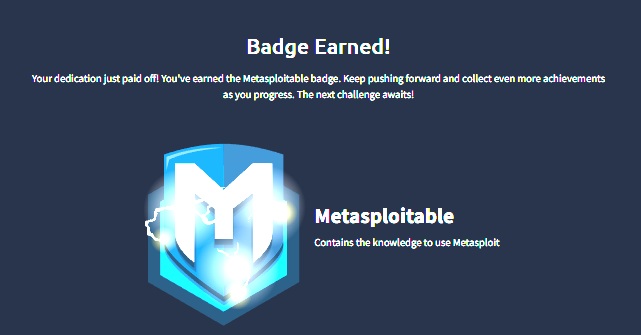 Badge Earned!
Your dedication just paid off! You've earned the Metasploitable badge. Keep pushing forward and collect even more achievements
as you progress. The next challenge awaits!
M
Metasploitable
Contains the knowledge to use Metasploit